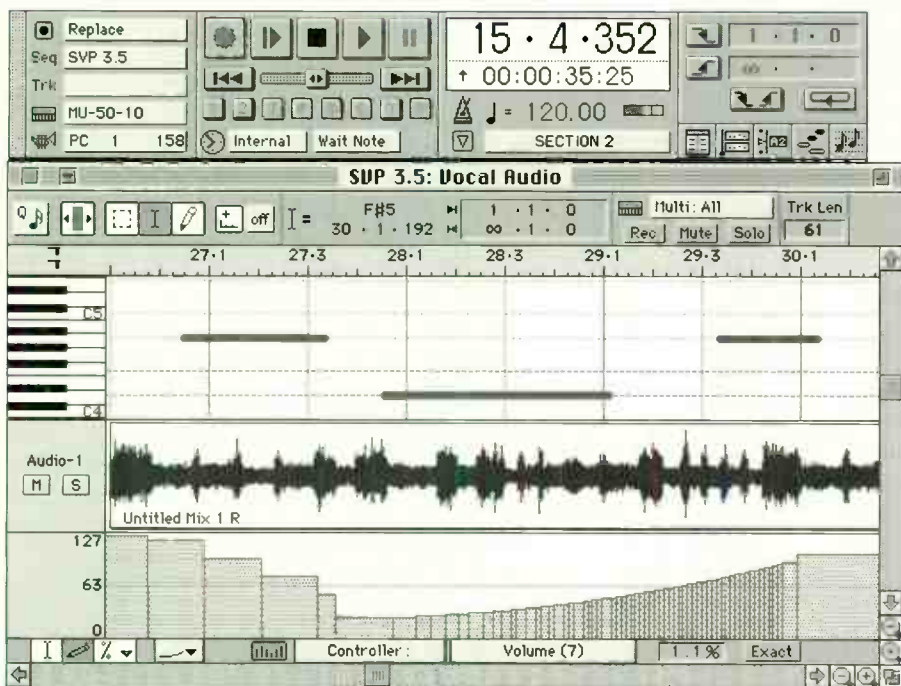 Replace
Seq SVP 3.5
Trk
MU-50-10
PC 1 158
Internal Wait Note
15 · 4 ·352
00:00:35:25
= 120.00
SECTION 2
1 · 1 · 0
∞ · ·
SVP 3.5: Vocal Audio
Q
off
=
F#5
30 · 1 · 192
1 · 1 · 0
∞ · 1 · 0
Multi: All
Rec Mute Solo
Trk Len
61
27·1 27·3 28·1 28·3 29·1 29·3 30·1
C5
C4
Audio-1
M S
Untitled Mix 1 R
127
63
0
% Controller: Volume (7) 1.1% Exact